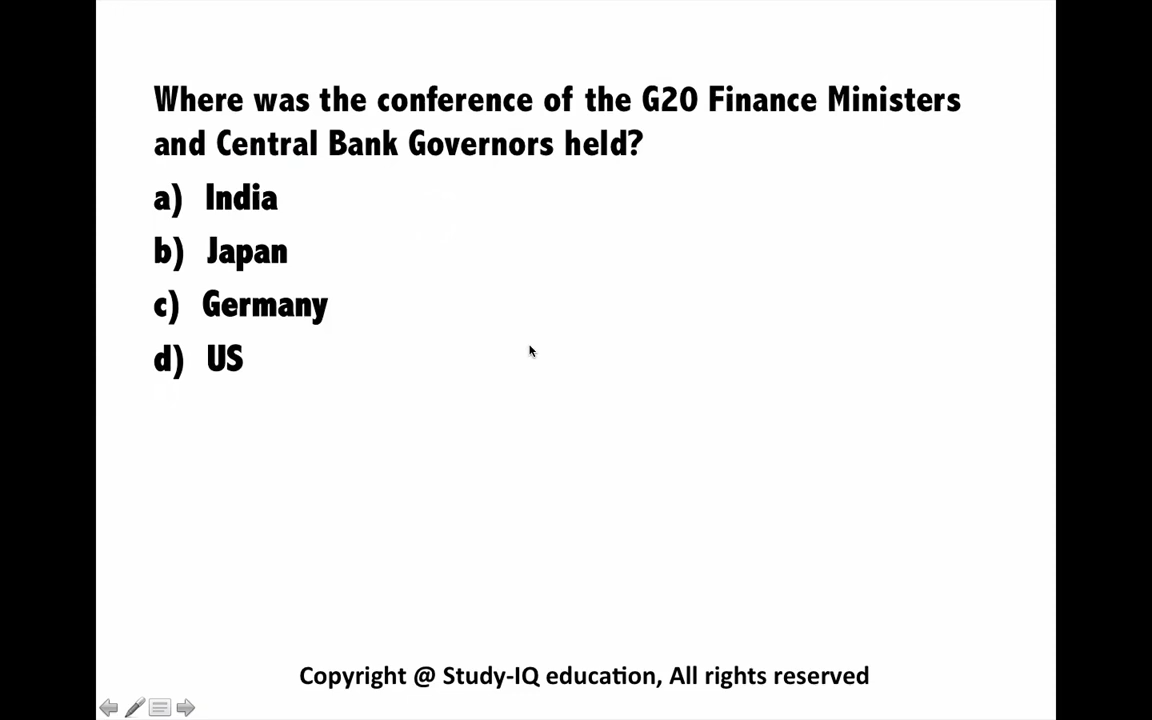 Where was the conference of the G20 Finance Ministers
and Central Bank Governors held?
a) India
b) Japan
c) Germany
d) US
Copyright @ Study-IQ education, All rights reserved